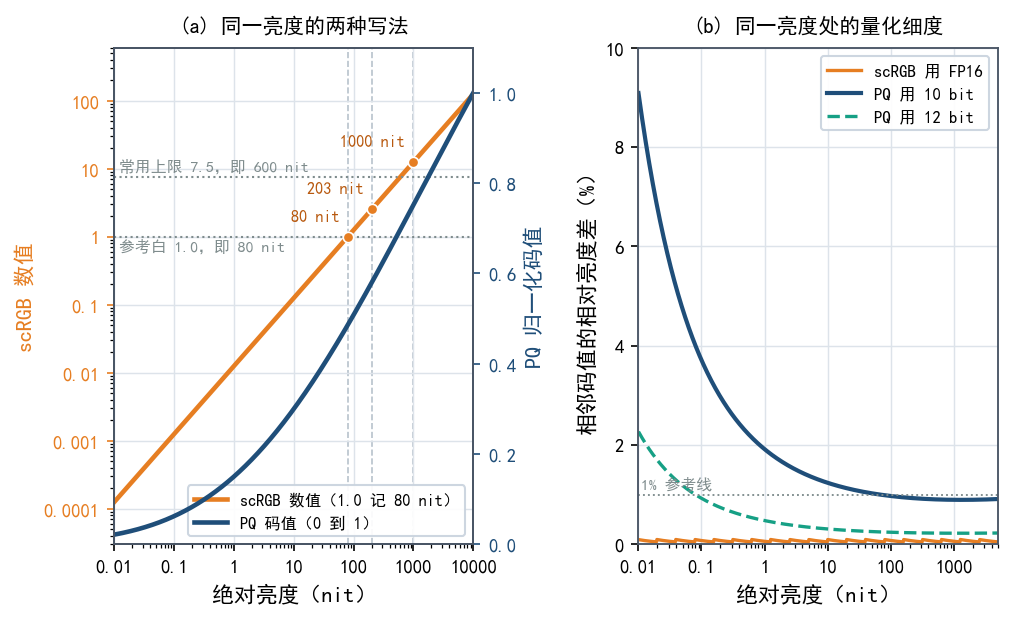 (a) 同一亮度的两种写法
100
10
1
0.1
0.01
0.001
0.0001
scRGB 数值
1000 nit
常用上限 7.5，即 600 nit
203 nit
80 nit
参考白 1.0，即 80 nit
scRGB 数值（1.0 记 80 nit）
PQ 码值（0 到 1）
1.0
0.8
0.6
0.4
0.2
0.0
PQ 归一化码值
0.01 0.1 1 10 100 1000 10000
绝对亮度（nit）
(b) 同一亮度处的量化细度
scRGB 用 FP16
PQ 用 10 bit
PQ 用 12 bit
10
8
6
4
2
0
相邻码值的相对亮度差（%）
1% 参考线
0.01 0.1 1 10 100 1000
绝对亮度（nit）